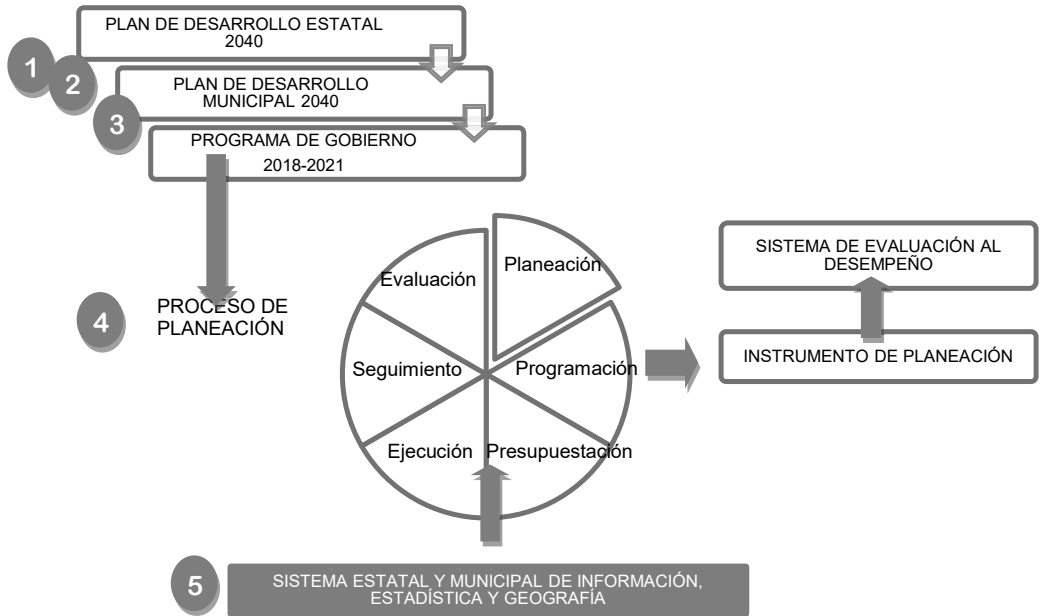 PLAN DE DESARROLLO ESTATAL
2040
1
2
PLAN DE DESARROLLO
MUNICIPAL 2040
3
PROGRAMA DE GOBIERNO
2018-2021
4
PROCESO DE
PLANEACIÓN
Evaluación
Planeación
Seguimiento
Programación
Ejecución
Presupuestación
SISTEMA DE EVALUACIÓN AL
DESEMPEÑO
INSTRUMENTO DE PLANEACIÓN
5
SISTEMA ESTATAL Y MUNICIPAL DE INFORMACIÓN,
ESTADÍSTICA Y GEOGRAFÍA